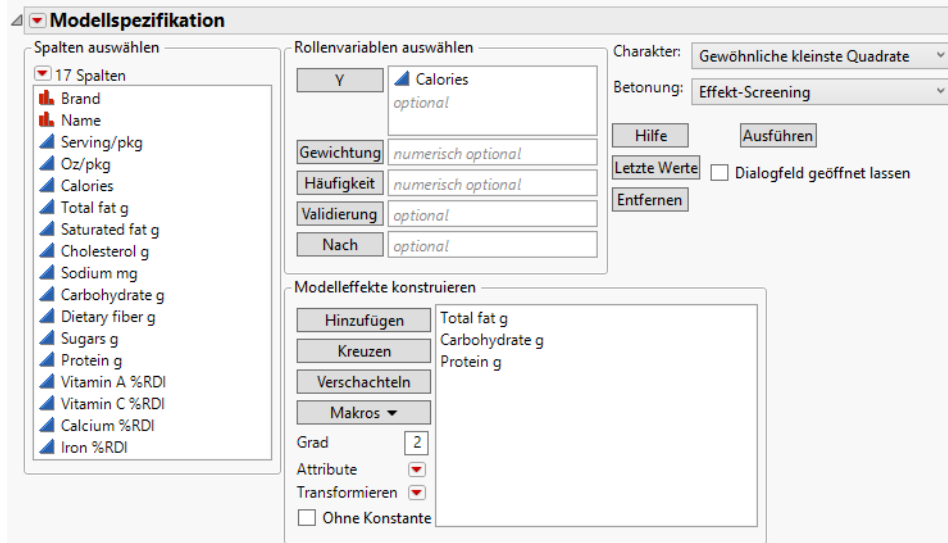 Modellspezifikation
Spalten auswählen
17 Spalten
Brand
Name
Serving/pkg
Oz/pkg
Calories
Total fat g
Saturated fat g
Cholesterol g
Sodium mg
Carbohydrate g
Dietary fiber g
Sugars g
Protein g
Vitamin A %RDI
Vitamin C %RDI
Calcium %RDI
Iron %RDI
Rollenvariablen auswählen
Y
Calories
optional
Gewichtung
numerisch optional
Häufigkeit
numerisch optional
Validierung
optional
Nach
optional
Charakter:
Gewöhnliche kleinste Quadrate
Betonung:
Effekt-Screening
Hilfe
Ausführen
Letzte Werte
Dialogfeld geöffnet lassen
Entfernen
Modelleffekte konstruieren
Hinzufügen
Kreuzen
Verschachteln
Makros
Grad
2
Attribute
Transformieren
Ohne Konstante
Total fat g
Carbohydrate g
Protein g